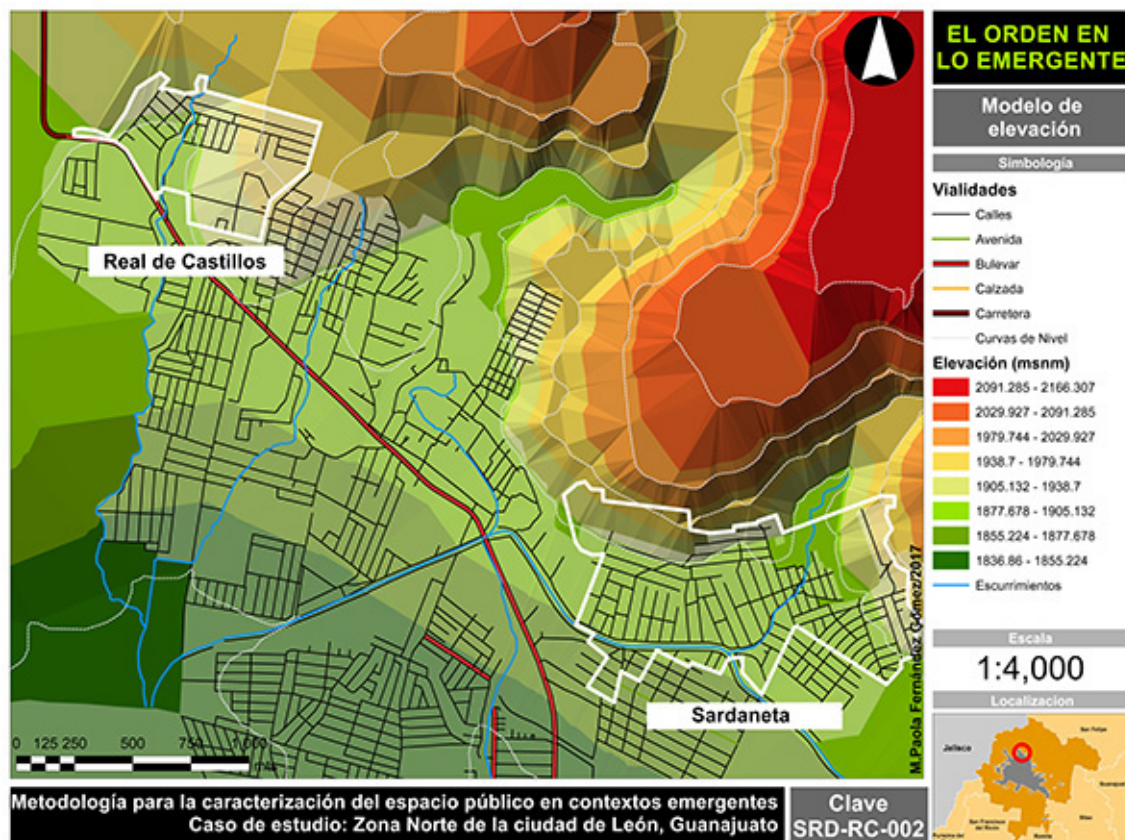 EL ORDEN EN
LO EMERGENTE
Modelo de
elevación
Simbología
Vialidades
Calles
Avenida
Bulevar
Calzada
Carretera
Curvas de Nivel
Elevación (msnm)
2091.285 - 2166.307
2029.927 - 2091.285
1979.744 - 2029.927
1938.7 - 1979.744
1905.132 - 1938.7
1877.678 - 1905.132
1855.224 - 1877.678
1836.86 - 1855.224
Escurrimientos
Escala
1:4,000
Localizacion
Jalisco
San Felipe
Real de Castillos
Sardaneta
M.Paola Fernández Gómez/2017
0 125 250 500 750 1,000
Metodología para la caracterización del espacio público en contextos emergentes
Caso de estudio: Zona Norte de la ciudad de León, Guanajuato
Clave
SRD-RC-002